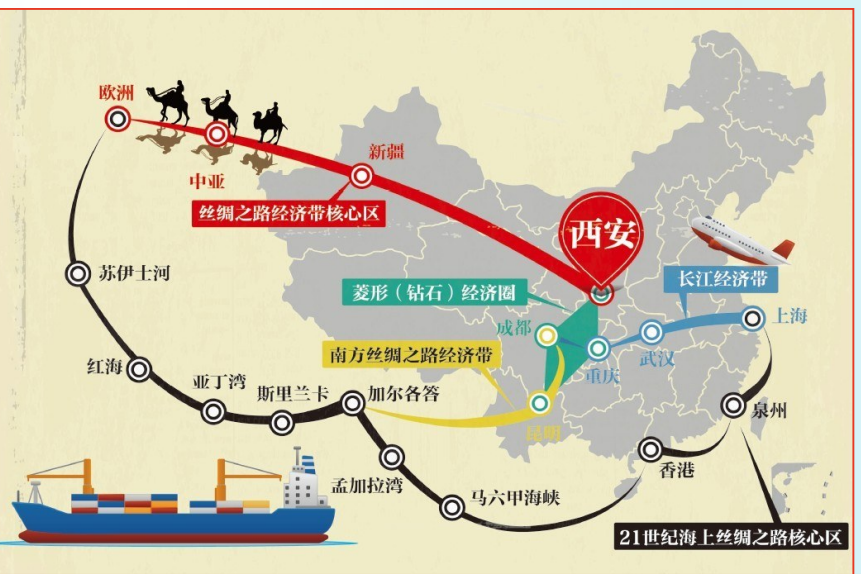 欧洲
中亚
新疆
丝绸之路经济带核心区
西安
苏伊士河
菱形（钻石）经济圈
长江经济带
成都
上海
武汉
重庆
南方丝绸之路经济带
红海
亚丁湾
斯里兰卡
加尔各答
昆明
泉州
孟加拉湾
马六甲海峡
香港
21世纪海上丝绸之路核心区